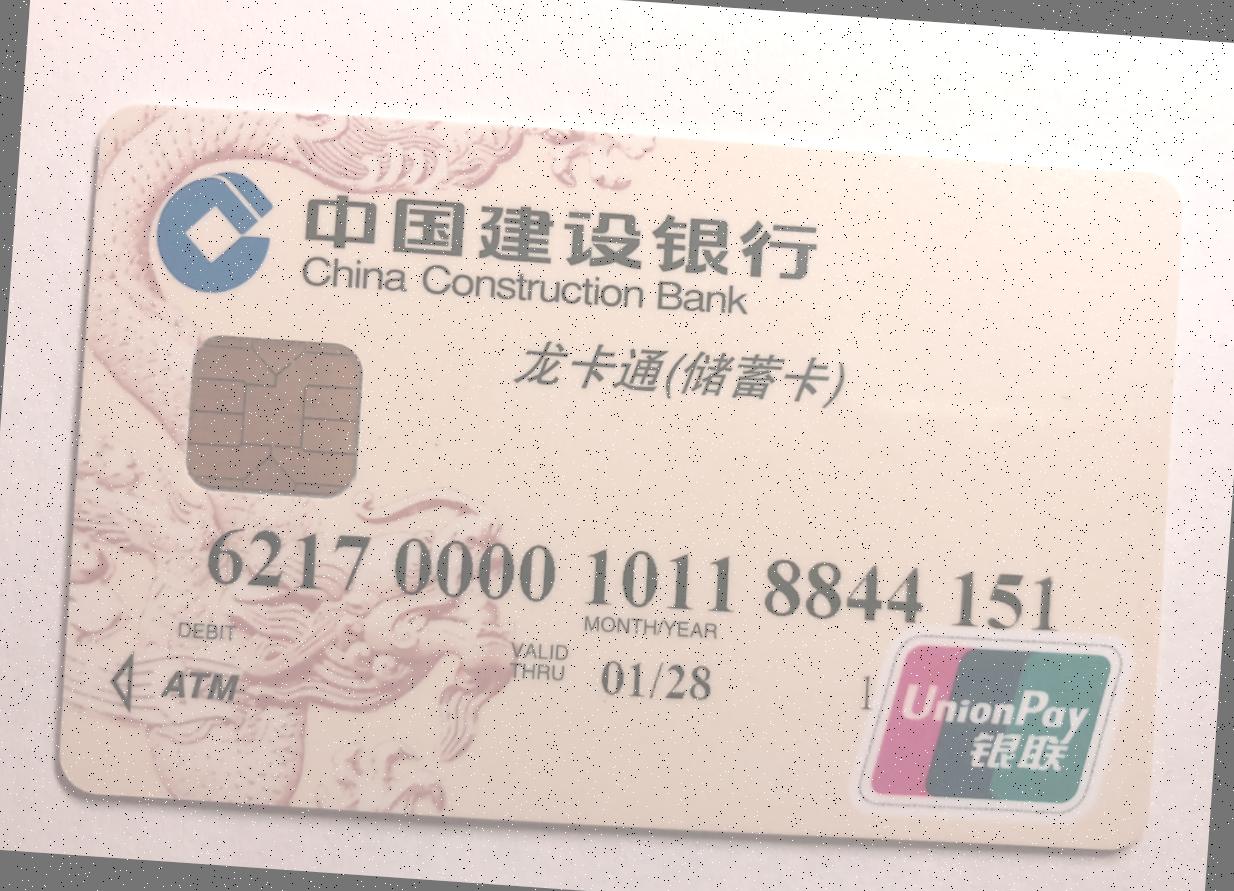 中国建设银行
China Construction Bank
龙卡通(储蓄卡)
6217 0000 1011 8844 151
DEBIT
MONTH/YEAR
VALID
THRU
01/28
ATM
1
UnionPay
银联